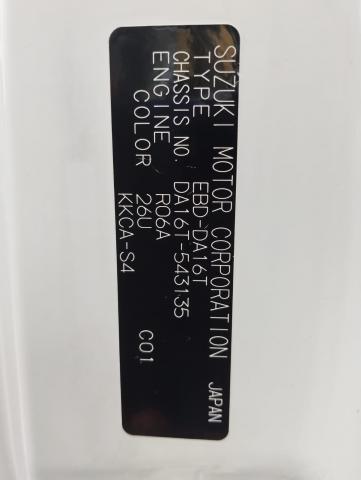 SUZUKI MOTOR CORPORATION JAPAN
TYPE EBD-DA16T
CHASSIS NO. DA16T-543135
ENGINE R06A
COLOR 26U C01
KKCA-S4